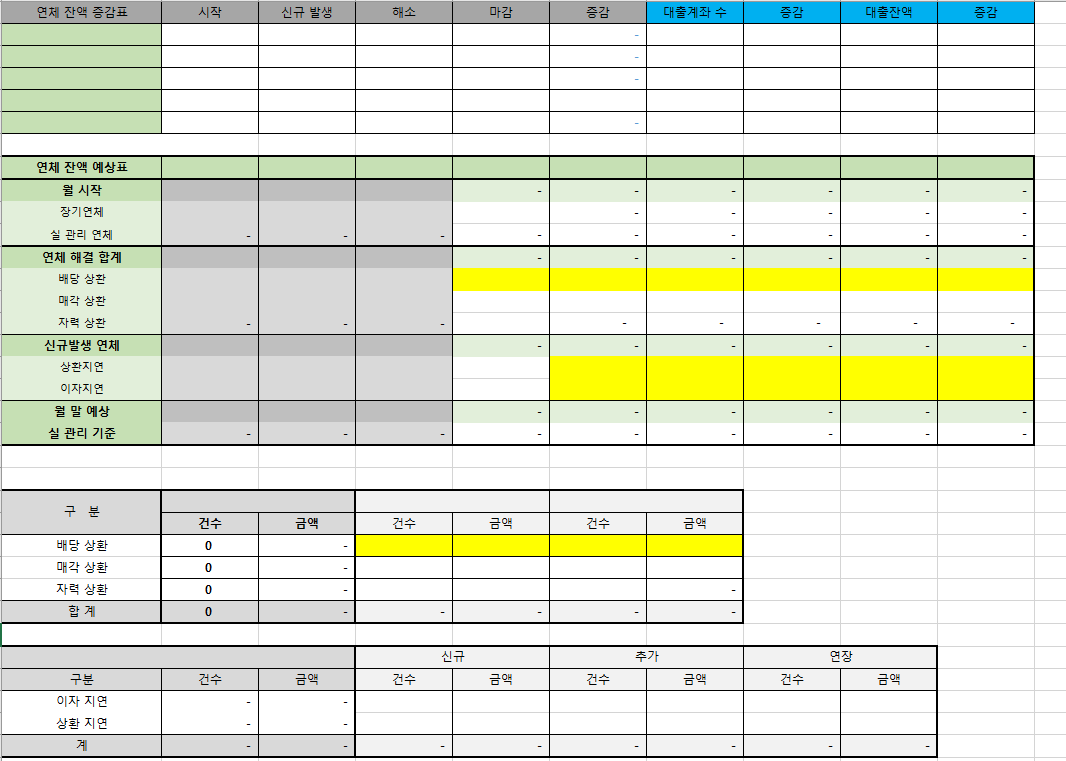 연체 잔액 증감표 시작 신규 발생 해소 마감 증감 대출계좌 수 증감 대출잔액 증감
-
-
-
-
연체 잔액 예상표
월 시작 - - - - - -
장기연체 - - - - -
실 관리 연체 - - - - - - - - -
연체 해결 합계 - - - - - -
배당 상환
매각 상환
자력 상환 - - - - - - - -
신규발생 연체 - - - - - -
상환지연
이자지연
월 말 예상 - - - - - -
실 관리 기준 - - - - - - - - -
구 분
건수 금액 건수 금액 건수 금액
배당 상환 0 -
매각 상환 0 -
자력 상환 0 - -
합 계 0 - - - - -
신규 추가 연장
구분 건수 금액 건수 금액 건수 금액 건수 금액
이자 지연 - -
상환 지연 - -
계 - - - - - - - -